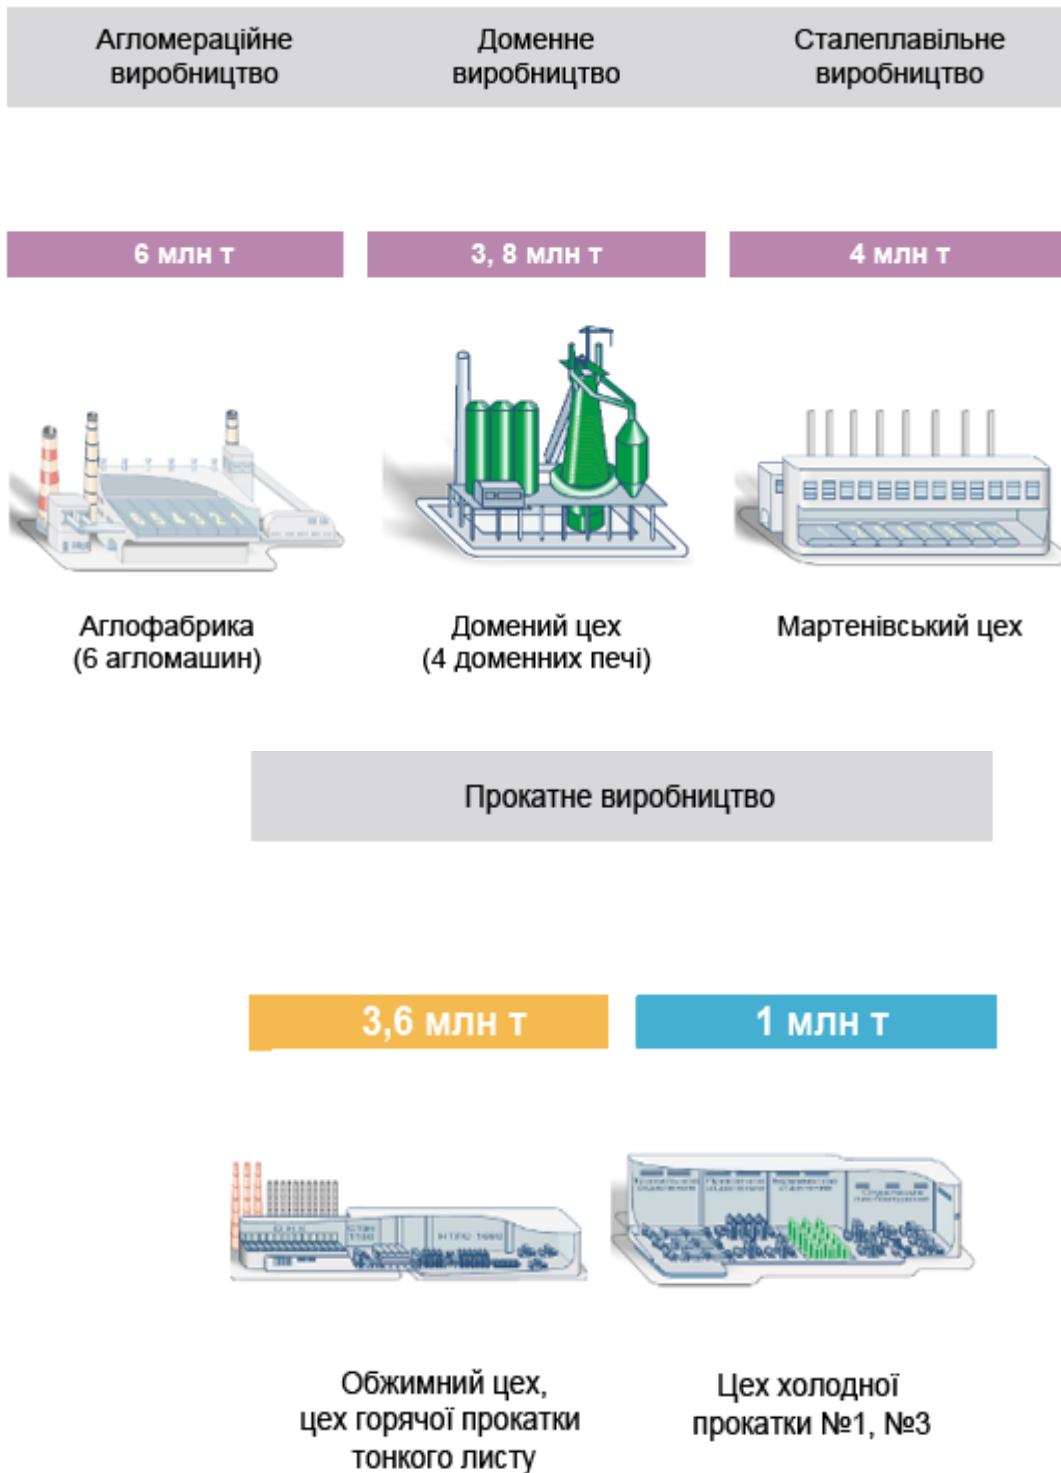 Агломераційне
виробництво
Доменне
виробництво
Сталеплавільне
виробництво
6 млн т
3, 8 млн т
4 млн т
Аглофабрика
(6 агломашин)
Домений цех
(4 доменних печі)
Мартенівський цех
Прокатне виробництво
3,6 млн т
1 млн т
Обжимний цех,
цех горячої прокатки
тонкого листу
Цех холодної
прокатки №1, №3